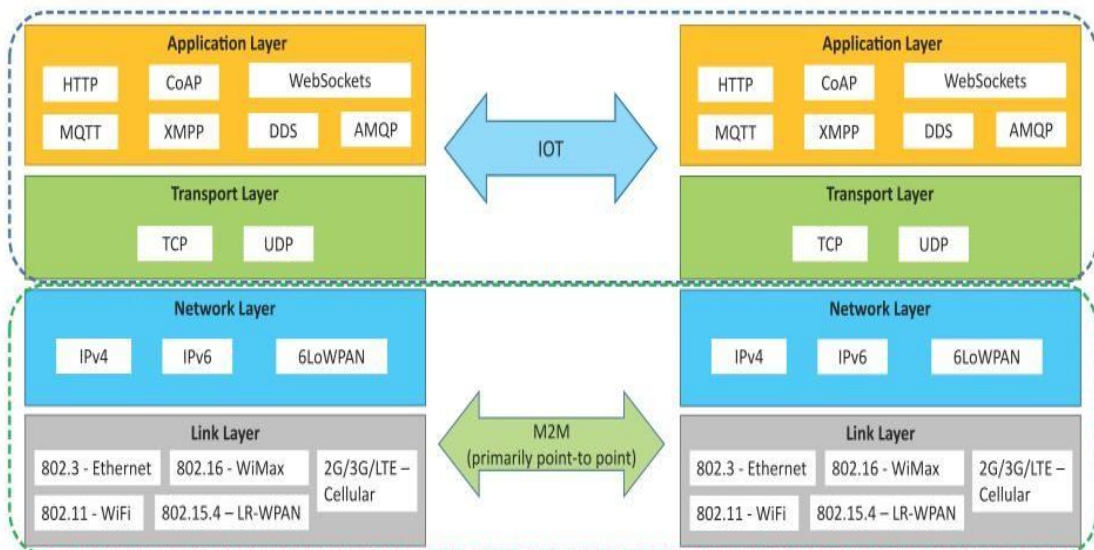 Application Layer
HTTP CoAP WebSockets
MQTT XMPP DDS AMQP
Transport Layer
TCP UDP
Network Layer
IPv4 IPv6 6LoWPAN
Link Layer
802.3 - Ethernet 802.16 - WiMax 2G/3G/LTE –
Cellular
802.11 - WiFi 802.15.4 – LR-WPAN
IOT
M2M
(primarily point-to point)
Application Layer
HTTP CoAP WebSockets
MQTT XMPP DDS AMQP
Transport Layer
TCP UDP
Network Layer
IPv4 IPv6 6LoWPAN
Link Layer
802.3 - Ethernet 802.16 - WiMax 2G/3G/LTE –
Cellular
802.11 - WiFi 802.15.4 – LR-WPAN